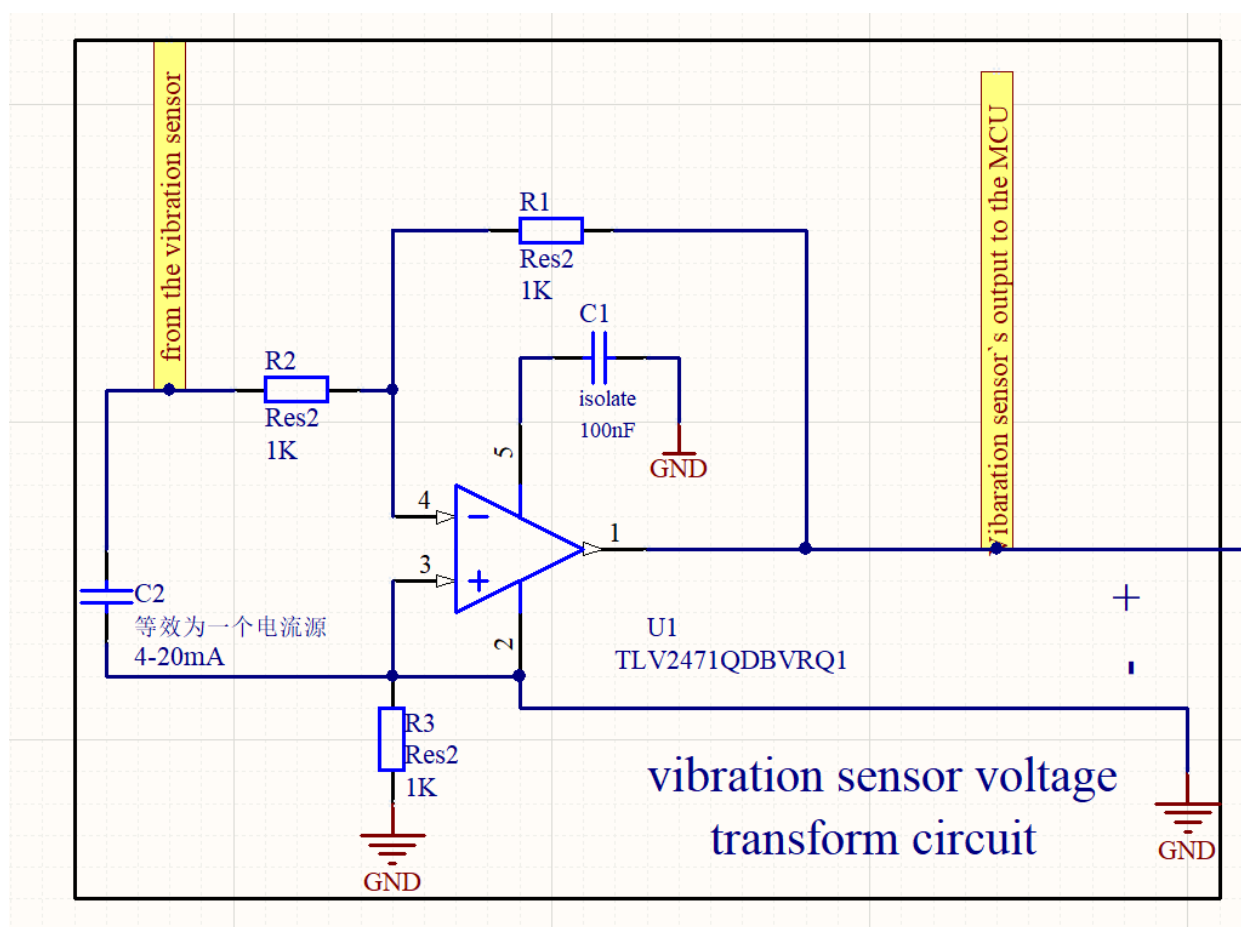 from the vibration sensor
Vibaration sensor`s output to the MCU
R1
Res2
1K
C1
isolate
100nF
GND
R2
Res2
1K
5
4
3
1
2
C2
等效为一个电流源
4-20mA
U1
TLV2471QDBVRQ1
+
-
R3
Res2
1K
GND
vibration sensor voltage
transform circuit
GND